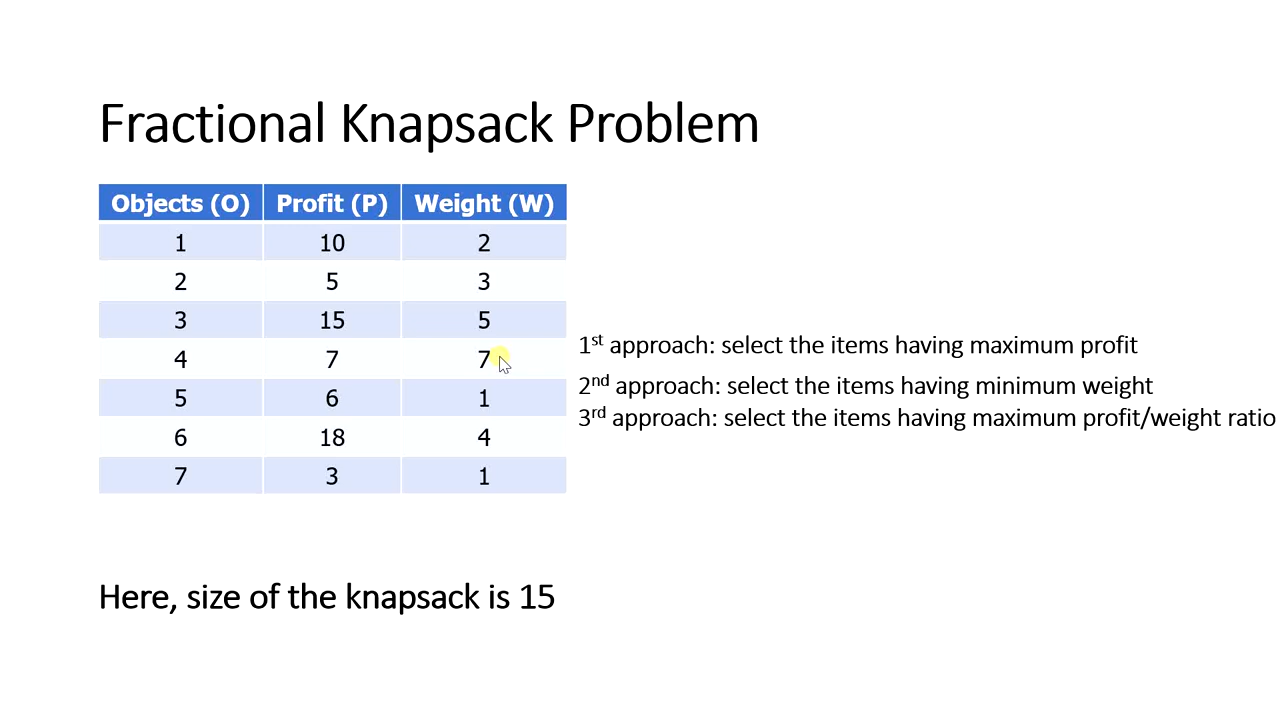 Fractional Knapsack Problem
Objects (O) Profit (P) Weight (W)
1 10 2
2 5 3
3 15 5
4 7 7
5 6 1
6 18 4
7 3 1
1st approach: select the items having maximum profit
2nd approach: select the items having minimum weight
3rd approach: select the items having maximum profit/weight ratio
Here, size of the knapsack is 15